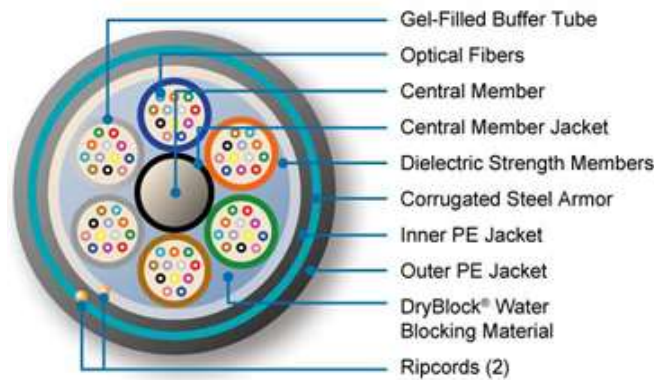 Gel-Filled Buffer Tube
Optical Fibers
Central Member
Central Member Jacket
Dielectric Strength Members
Corrugated Steel Armor
Inner PE Jacket
Outer PE Jacket
DryBlock® Water
Blocking Material
Ripcords (2)